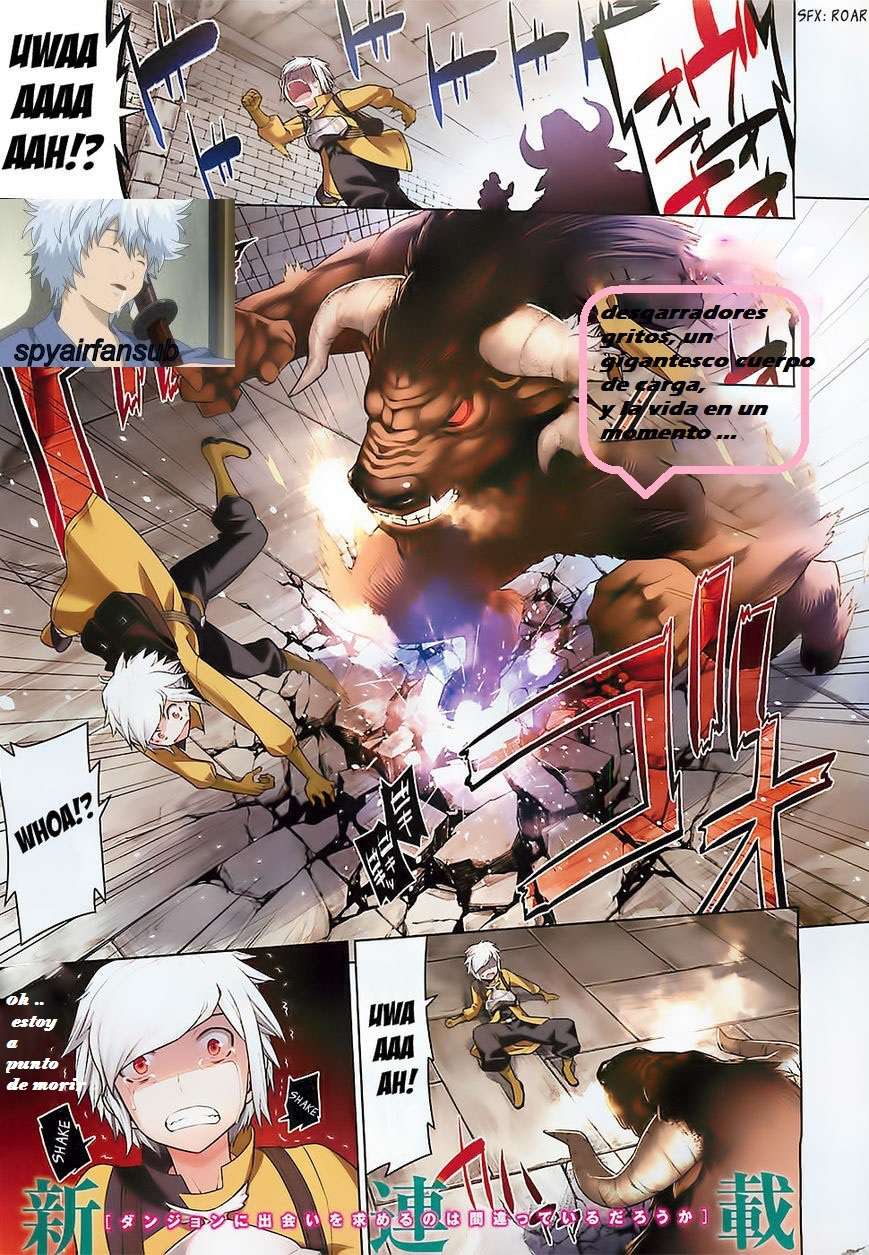 SFX: ROAR
UWAA
AAAA
AAH!?
spyairfansub
desgarradores
gritos, un
gigantesco cuerpo
de carga,
y la vida en un
momento ...
WHOA!?
ゴォ
ok ..
estoy
a
punto
de morir
SHAKE
SHAKE
UWA
AAA
AH!
新連載
[ダンジョンに出会いを求めるのは間違っているだろうか]